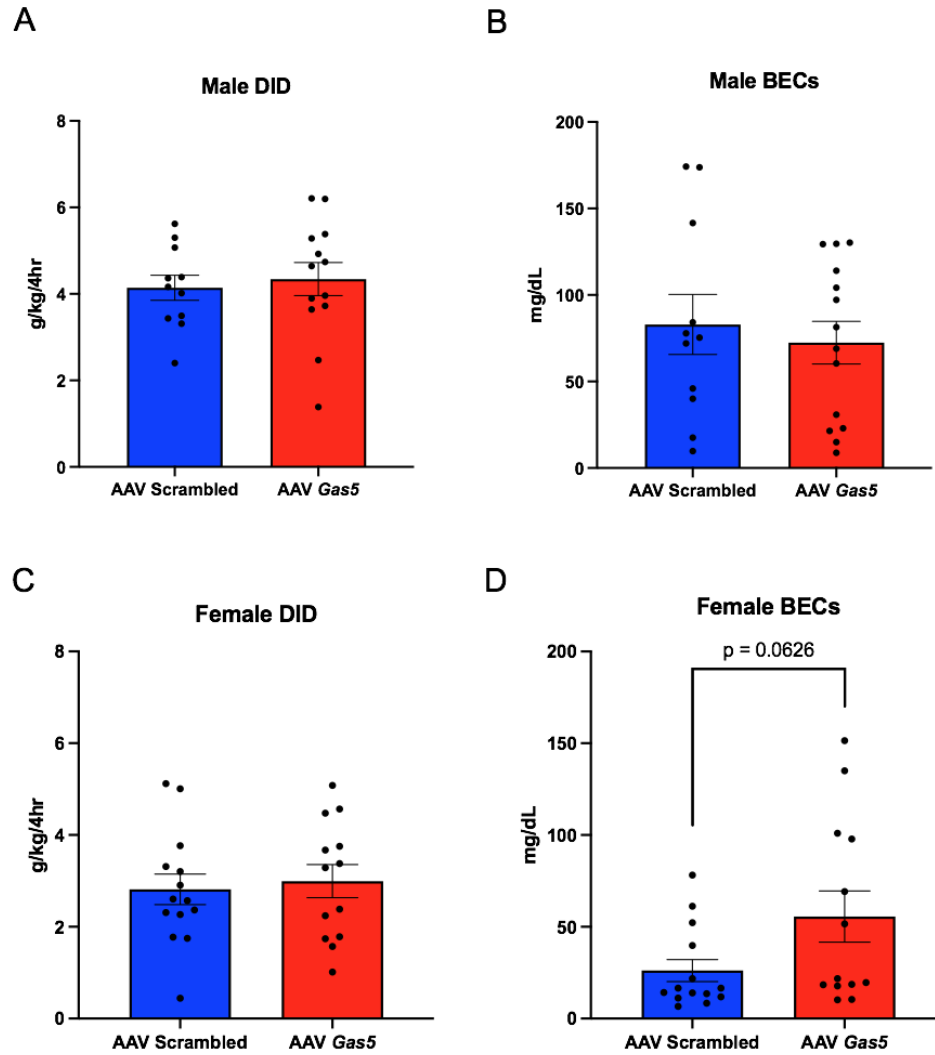 A
Male DID
g/kg/4hr
8
6
4
2
0
AAV Scrambled
AAV Gas5
B
Male BECs
mg/dL
200
150
100
50
0
AAV Scrambled
AAV Gas5
C
Female DID
g/kg/4hr
8
6
4
2
0
AAV Scrambled
AAV Gas5
D
Female BECs
p = 0.0626
mg/dL
200
150
100
50
0
AAV Scrambled
AAV Gas5